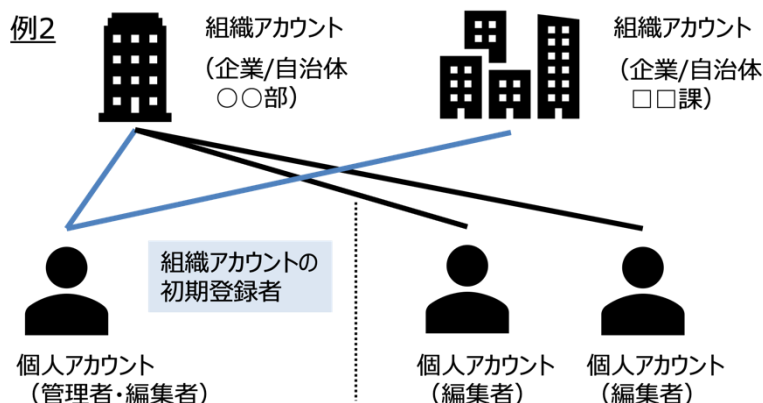 例2
組織アカウント
（企業/自治体
○○部）
組織アカウント
（企業/自治体
□□課）
組織アカウントの
初期登録者
個人アカウント
（管理者・編集者）
個人アカウント
（編集者）
個人アカウント
（編集者）